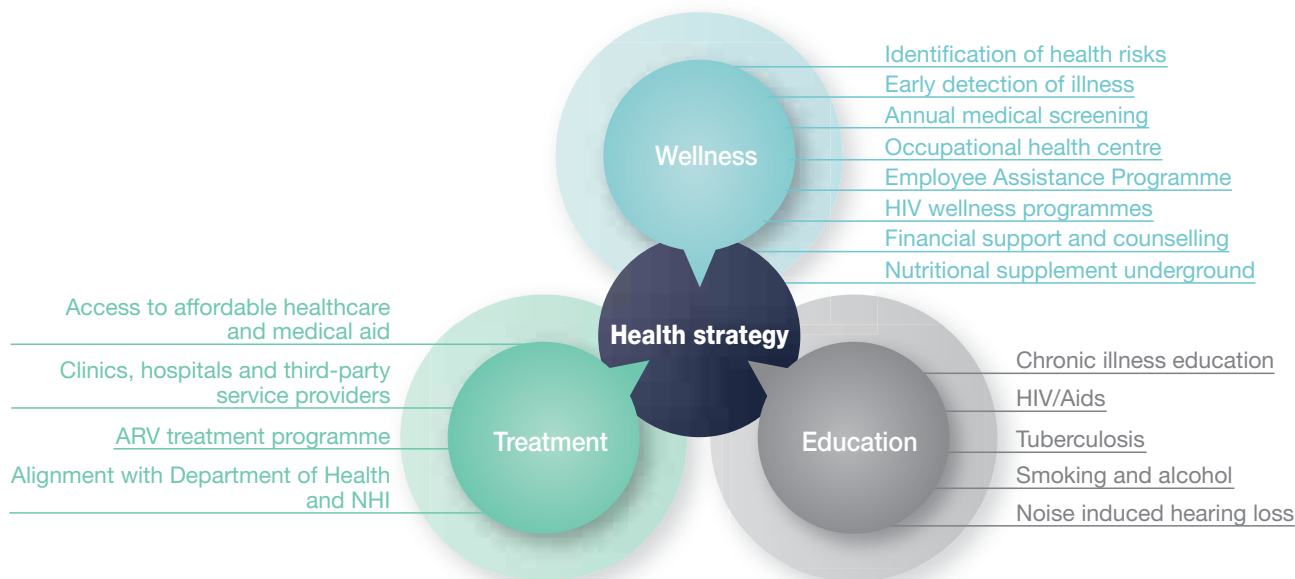 Wellness
Identification of health risks
Early detection of illness
Annual medical screening
Occupational health centre
Employee Assistance Programme
HIV wellness programmes
Financial support and counselling
Nutritional supplement underground
Health strategy
Treatment
Access to affordable healthcare
and medical aid
Clinics, hospitals and third-party
service providers
ARV treatment programme
Alignment with Department of Health
and NHI
Education
Chronic illness education
HIV/Aids
Tuberculosis
Smoking and alcohol
Noise induced hearing loss